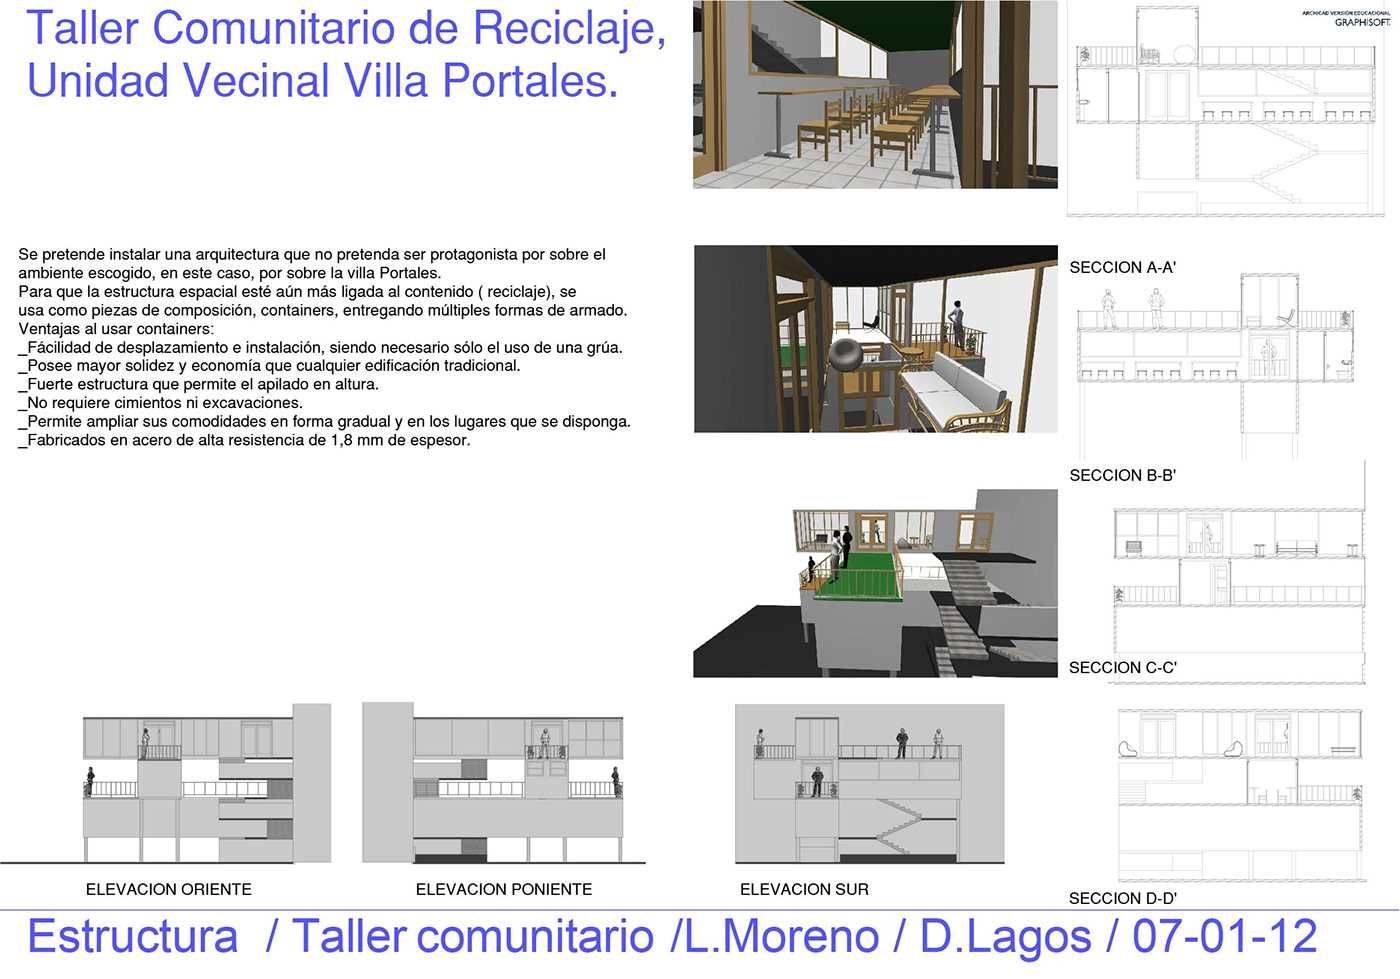 Taller Comunitario de Reciclaje,
Unidad Vecinal Villa Portales.
ARCHICAD VERSIÓN EDUCACIONAL
GRAPHISOFT.
Se pretende instalar una arquitectura que no pretenda ser protagonista por sobre el
ambiente escogido, en este caso, por sobre la villa Portales.
Para que la estructura espacial esté aún más ligada al contenido ( reciclaje), se
usa como piezas de composición, containers, entregando múltiples formas de armado.
Ventajas al usar containers:
_Fácilidad de desplazamiento e instalación, siendo necesario sólo el uso de una grúa.
_Posee mayor solidez y economía que cualquier edificación tradicional.
_Fuerte estructura que permite el apilado en altura.
_No requiere cimientos ni excavaciones.
_Permite ampliar sus comodidades en forma gradual y en los lugares que se disponga.
_Fabricados en acero de alta resistencia de 1,8 mm de espesor.
SECCION A-A'
SECCION B-B'
SECCION C-C'
SECCION D-D'
ELEVACION ORIENTE
ELEVACION PONIENTE
ELEVACION SUR
Estructura / Taller comunitario /L.Moreno / D.Lagos / 07-01-12